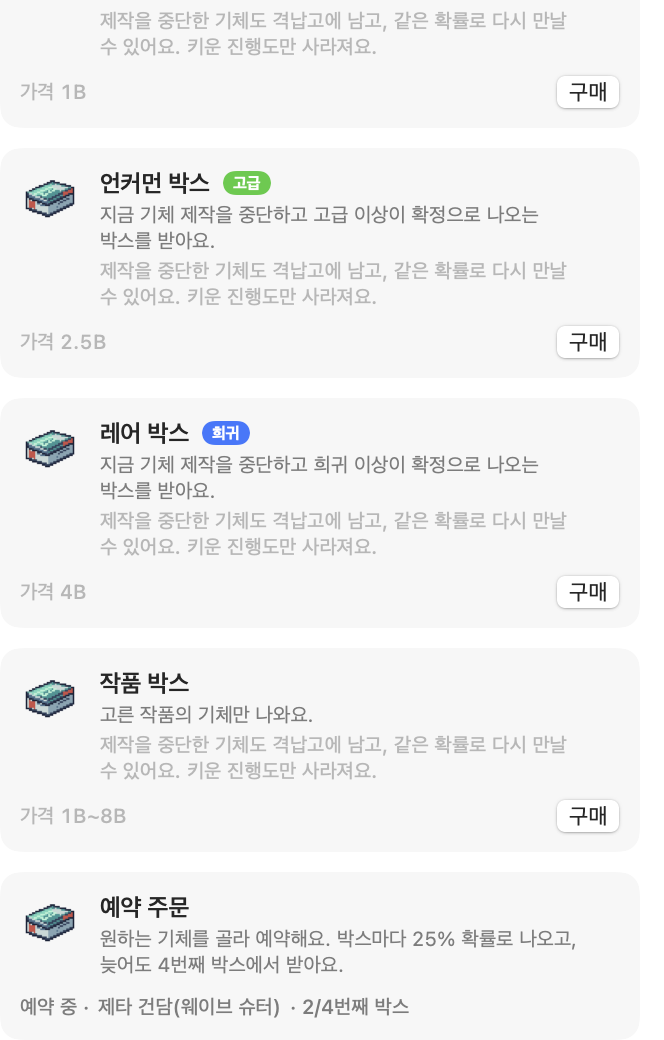 제작을 중단한 기체도 격납고에 남고, 같은 확률로 다시 만날
수 있어요. 키운 진행도만 사라져요.
가격 1B
구매
언커먼 박스 고급
지금 기체 제작을 중단하고 고급 이상이 확정으로 나오는
박스를 받아요.
제작을 중단한 기체도 격납고에 남고, 같은 확률로 다시 만날
수 있어요. 키운 진행도만 사라져요.
가격 2.5B
구매
레어 박스 희귀
지금 기체 제작을 중단하고 희귀 이상이 확정으로 나오는
박스를 받아요.
제작을 중단한 기체도 격납고에 남고, 같은 확률로 다시 만날
수 있어요. 키운 진행도만 사라져요.
가격 4B
구매
작품 박스
고른 작품의 기체만 나와요.
제작을 중단한 기체도 격납고에 남고, 같은 확률로 다시 만날
수 있어요. 키운 진행도만 사라져요.
가격 1B~8B
구매
예약 주문
원하는 기체를 골라 예약해요. 박스마다 25% 확률로 나오고,
늦어도 4번째 박스에서 받아요.
예약 중 · 제타 건담(웨이브 슈터) · 2/4번째 박스